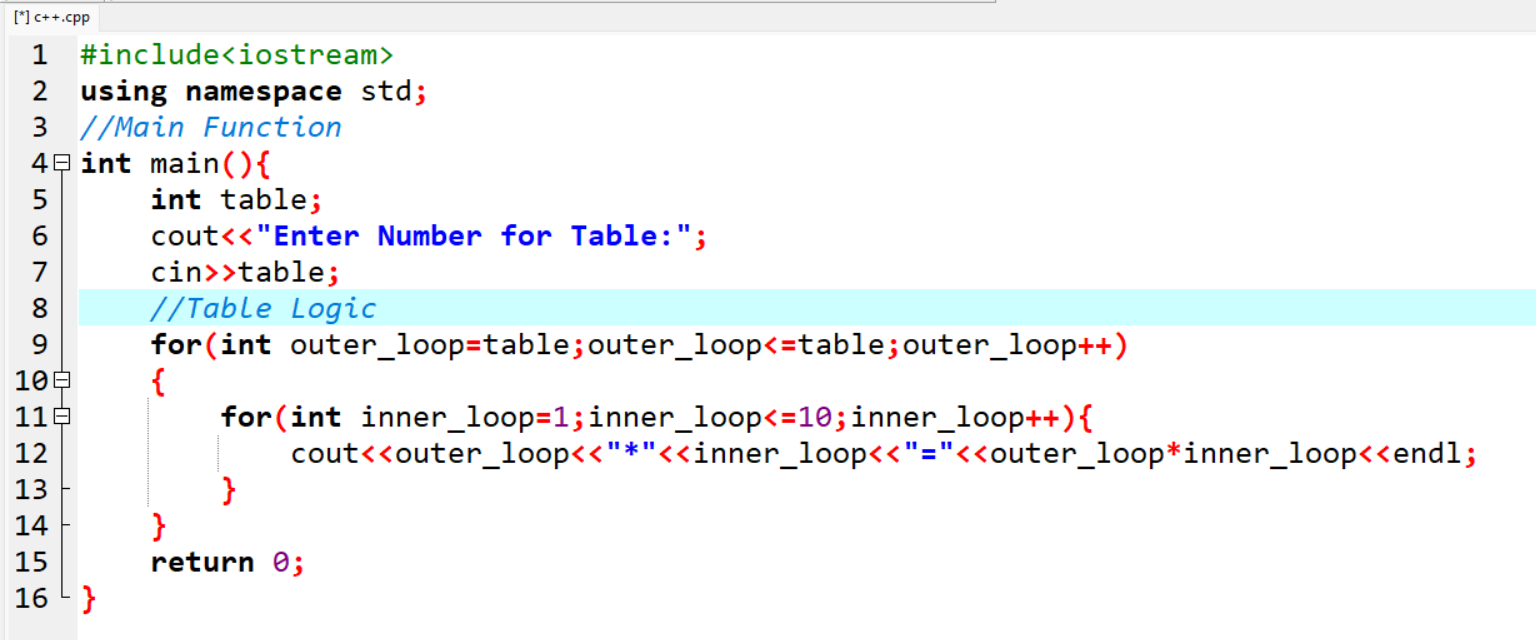 [*] c++.cpp
1 #include<iostream>
2 using namespace std;
3 //Main Function
4 int main(){
5     int table;
6     cout<<"Enter Number for Table:";
7     cin>>table;
8     //Table Logic
9     for(int outer_loop=table;outer_loop<=table;outer_loop++)
10     {
11         for(int inner_loop=1;inner_loop<=10;inner_loop++){
12             cout<<outer_loop<<"*"<<inner_loop<<"="<<outer_loop*inner_loop<<endl;
13         }
14     }
15     return 0;
16 }